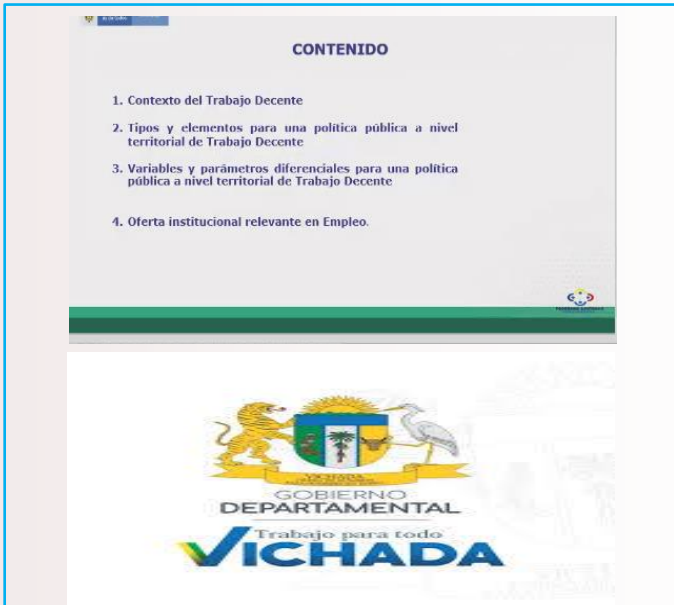 CONTENIDO
1. Contexto del Trabajo Decente
2. Tipos y elementos para una política pública a nivel
territorial de Trabajo Decente
3. Variables y parámetros diferenciales para una política
pública a nivel territorial de Trabajo Decente
4. Oferta institucional relevante en Empleo.
VICHADA
GOBIERNO
DEPARTAMENTAL
Trabajo para todo
VICHADA